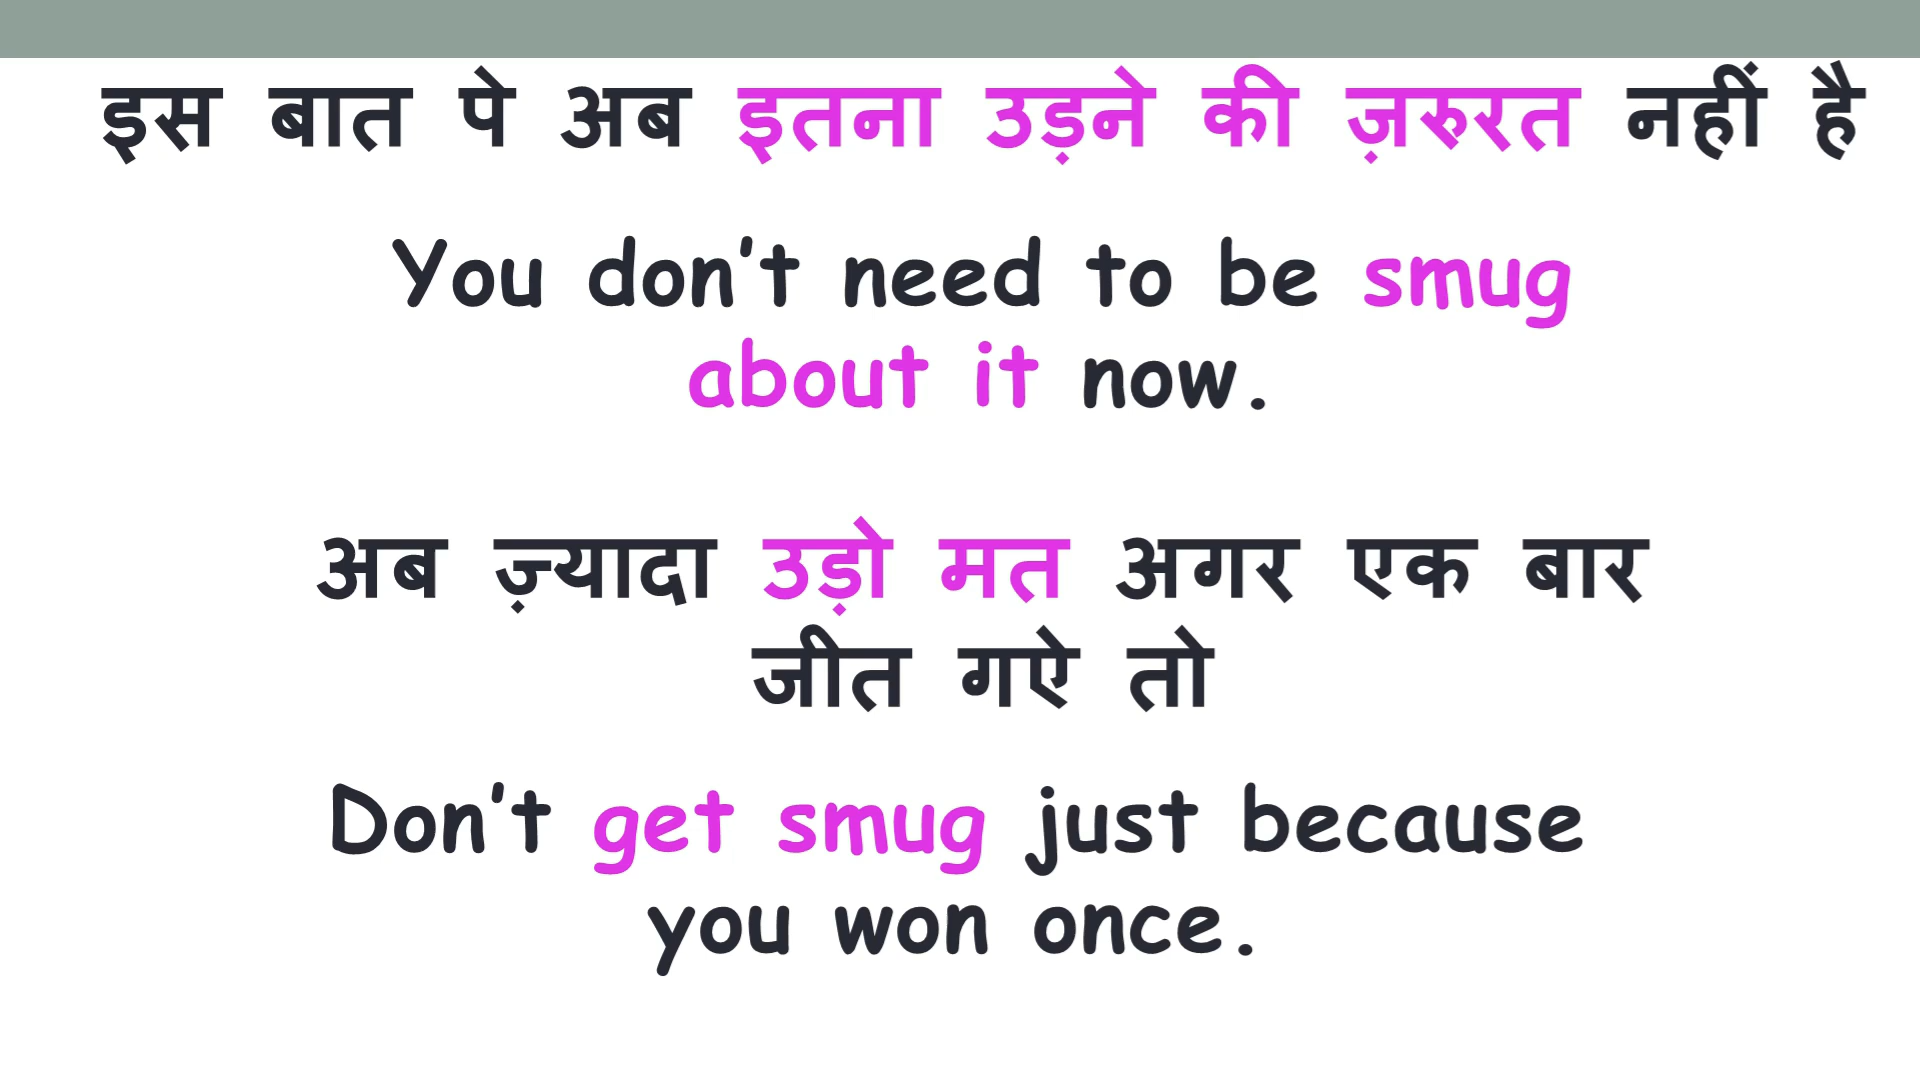 इस बात पे अब इतना उड़ने की ज़रुरत नहीं है
You don't need to be smug
about it now.
अब ज़्यादा उड़ो मत अगर एक बार
जीत गऐ तो
Don't get smug just because
you won once.